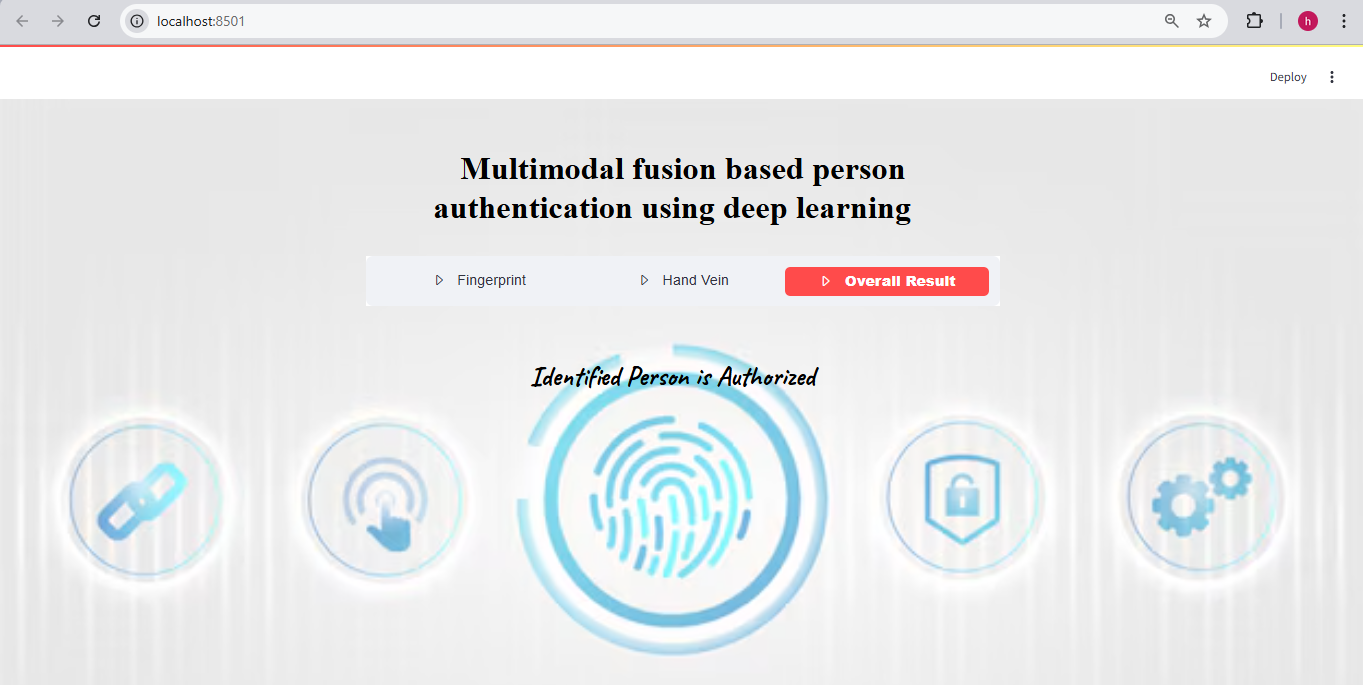 localhost:8501
h
Deploy
Multimodal fusion based person
authentication using deep learning
Fingerprint
Hand Vein
Overall Result
Identified Person is Authorized